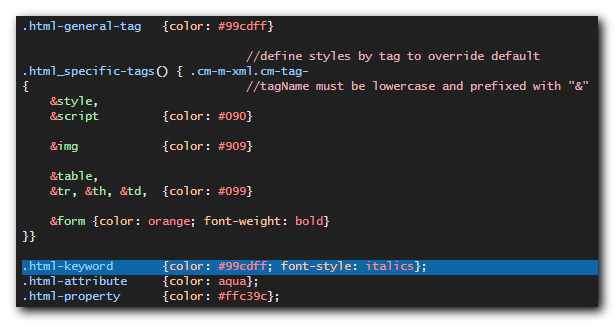 .html-general-tag   {color: #99cdff}
//define styles by tag to override default
.html_specific-tags() { .cm-m-xml.cm-tag-
{                               //tagName must be lowercase and prefixed with "&"
    &style,
    &script         {color: #090}
    &img            {color: #909}
    &table,
    &tr, &th, &td,  {color: #099}
    &form {color: orange; font-weight: bold}
}}
.html-keyword       {color: #99cdff; font-style: italics};
.html-attribute     {color: aqua};
.html-property      {color: #ffc39c};